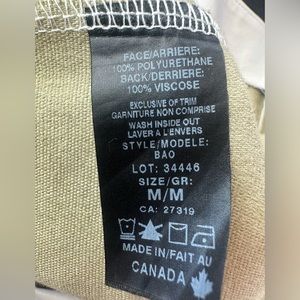 FACE/ARRIERE:
100% POLYURETHANE
BACK/DERRIERE:
100% VISCOSE
EXCLUSIVE OF TRIM
GARNITURE NON COMPRISE
WASH INSIDE OUT
LAVER A L'ENVERS
STYLE/MODELE:
BAO
LOT: 34446
SIZE/GR:
M/M
CA: 27319
MADE IN/FAIT AU
CANADA